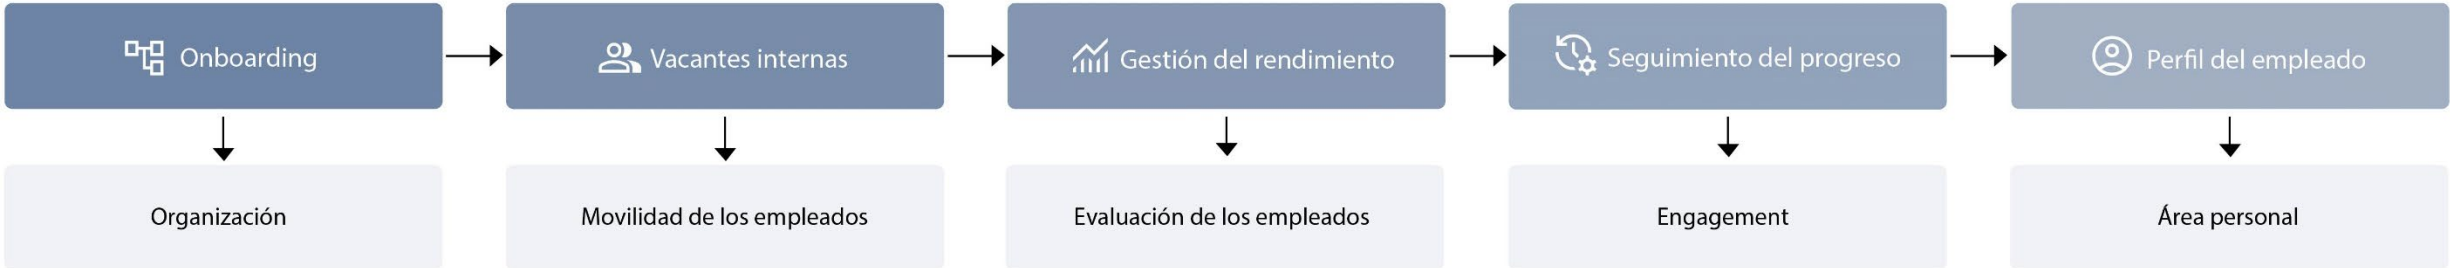 Onboarding
Vacantes internas
Gestión del rendimiento
Seguimiento del progreso
Perfil del empleado
Organización
Movilidad de los empleados
Evaluación de los empleados
Engagement
Área personal